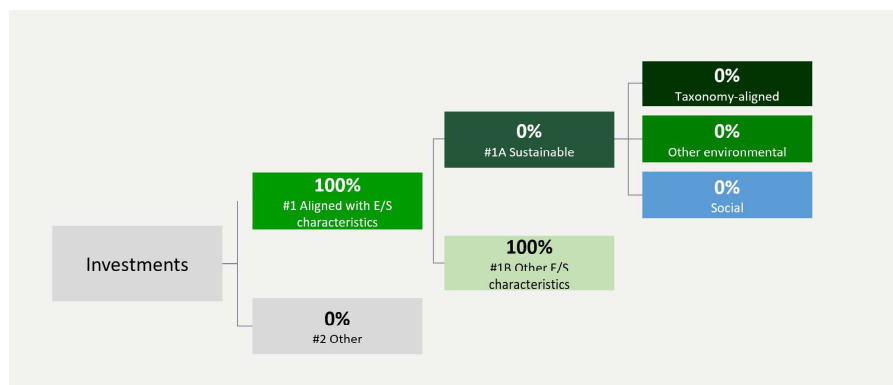 0%
Taxonomy-aligned
0%
#1A Sustainable
0%
Other environmental
100%
#1 Aligned with E/S
characteristics
0%
Social
Investments
100%
#1B Other E/S
characteristics
0%
#2 Other